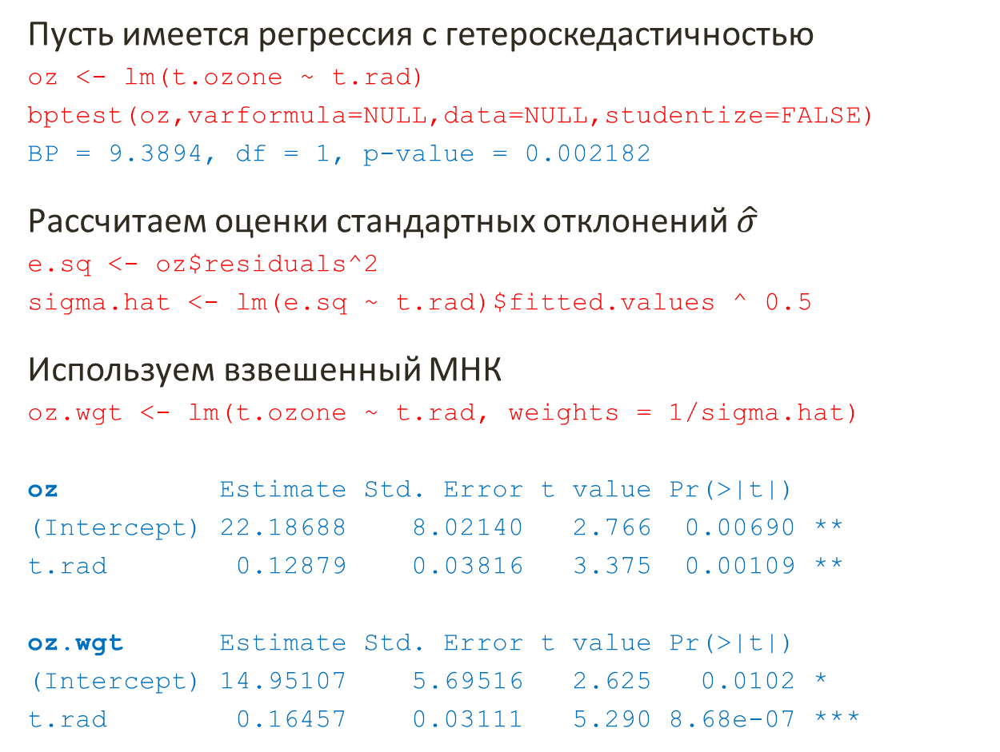 Пусть имеется регрессия с гетероскедастичностью
oz <- lm(t.ozone ~ t.rad)
bptest(oz,varformula=NULL,data=NULL,studentize=FALSE)
BP = 9.3894, df = 1, p-value = 0.002182
Рассчитаем оценки стандартных отклонений σ̂
e.sq <- oz$residuals^2
sigma.hat <- lm(e.sq ~ t.rad)$fitted.values ^ 0.5
Используем взвешенный МНК
oz.wgt <- lm(t.ozone ~ t.rad, weights = 1/sigma.hat)
oz Estimate Std. Error t value Pr(>|t|)
(Intercept) 22.18688 8.02140 2.766 0.00690 **
t.rad 0.12879 0.03816 3.375 0.00109 **
oz.wgt Estimate Std. Error t value Pr(>|t|)
(Intercept) 14.95107 5.69516 2.625 0.0102 *
t.rad 0.16457 0.03111 5.290 8.68e-07 ***